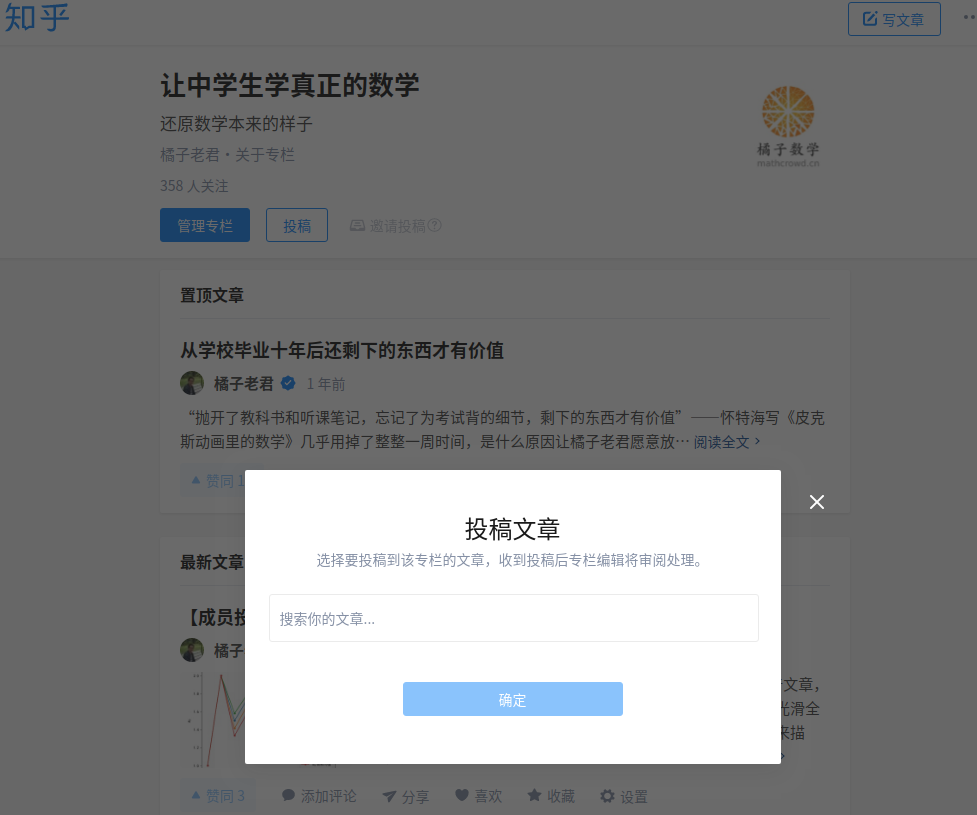 知乎
写文章
让中学生学真正的数学
还原数学本来的样子
橘子老君・关于专栏
358 人关注
管理专栏
投稿
邀请投稿
橘子数学
mathcrowd.cn
置顶文章
从学校毕业十年后还剩下的东西才有价值
橘子老君
1 年前
“抛开了教科书和听课笔记，忘记了为考试背的细节，剩下的东西才有价值”——怀特海写《皮克
斯动画里的数学》几乎用掉了整整一周时间，是什么原因让橘子老君愿意放… 阅读全文
赞同 1
投稿文章
选择要投稿到该专栏的文章，收到投稿后专栏编辑将审阅处理。
搜索你的文章...
确定
最新文章
【成员投
橘子
文章，
光滑全
来描
赞同 3
添加评论
分享
喜欢
收藏
设置